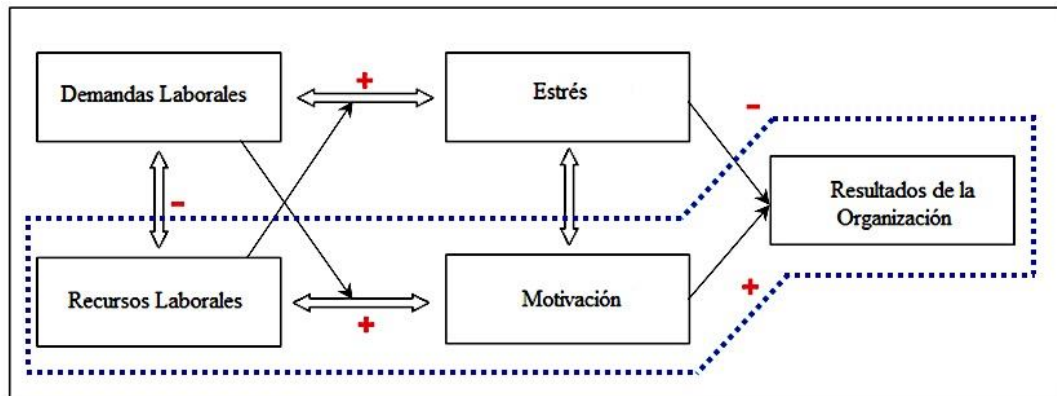 Demandas Laborales
+
Estrés
-
-
Resultados de la
Organización
Recursos Laborales
+
Motivación
+